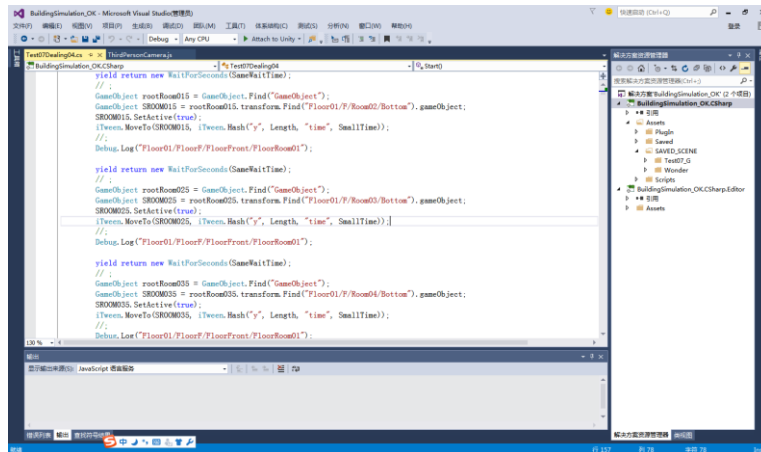 BuildingSimulation_OK - Microsoft Visual Studio(管理员)
快速启动 (Ctrl+Q)
文件(F) 编辑(E) 视图(V) 项目(P) 生成(B) 调试(D) 团队(M) 工具(T) 体系结构(C) 测试(S) 分析(N) 窗口(W) 帮助(H)
登录
Debug Any CPU Attach to Unity
Test07Dealing04.cs ThirdPersonCamera.js
BuildingSimulation_OK.CSharp Test07Dealing04 Start()
yield return new WaitForSeconds(SameWaitTime);
// ;
GameObject rootRoom015 = GameObject.Find("GameObject");
GameObject SROOM015 = rootRoom015.transform.Find("Floor01/F/Room02/Bottom").gameObject;
SROOM015.SetActive(true);
iTween.MoveTo(SROOM015, iTween.Hash("y", Length, "time", SmallTime));
//;
Debug.Log("Floor01/FloorF/FloorFront/FloorRoom01");
yield return new WaitForSeconds(SameWaitTime);
// ;
GameObject rootRoom025 = GameObject.Find("GameObject");
GameObject SROOM025 = rootRoom025.transform.Find("Floor01/F/Room03/Bottom").gameObject;
SROOM025.SetActive(true);
iTween.MoveTo(SROOM025, iTween.Hash("y", Length, "time", SmallTime));
//;
Debug.Log("Floor01/FloorF/FloorFront/FloorRoom01");
yield return new WaitForSeconds(SameWaitTime);
// ;
GameObject rootRoom035 = GameObject.Find("GameObject");
GameObject SROOM035 = rootRoom035.transform.Find("Floor01/F/Room04/Bottom").gameObject;
SROOM035.SetActive(true);
iTween.MoveTo(SROOM035, iTween.Hash("y", Length, "time", SmallTime));
//;
Debug.Log("Floor01/FloorF/FloorFront/FloorRoom01");
130 %
输出
显示输出来源(S): JavaScript 语言服务
错误列表 输出 查找符号结果
中
解决方案资源管理器
搜索解决方案资源管理器(Ctrl+;)
解决方案"BuildingSimulation_OK" (2 个项目)
BuildingSimulation_OK.CSharp
引用
Assets
PlugIn
Saved
SAVED_SCENE
Test07_G
Wonder
Scripts
BuildingSimulation_OK.CSharp.Editor
引用
Assets
解决方案资源管理器 类视图
就绪
行 157 列 78 字符 78